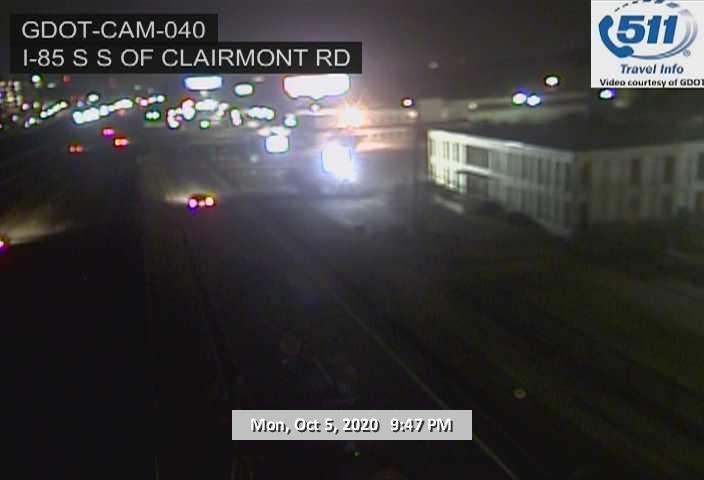 GDOT-CAM-040
I-85 S S OF CLAIRMONT RD
511
Travel Info
Video courtesy of GDOT
Mon, Oct 5, 2020 9:47 PM